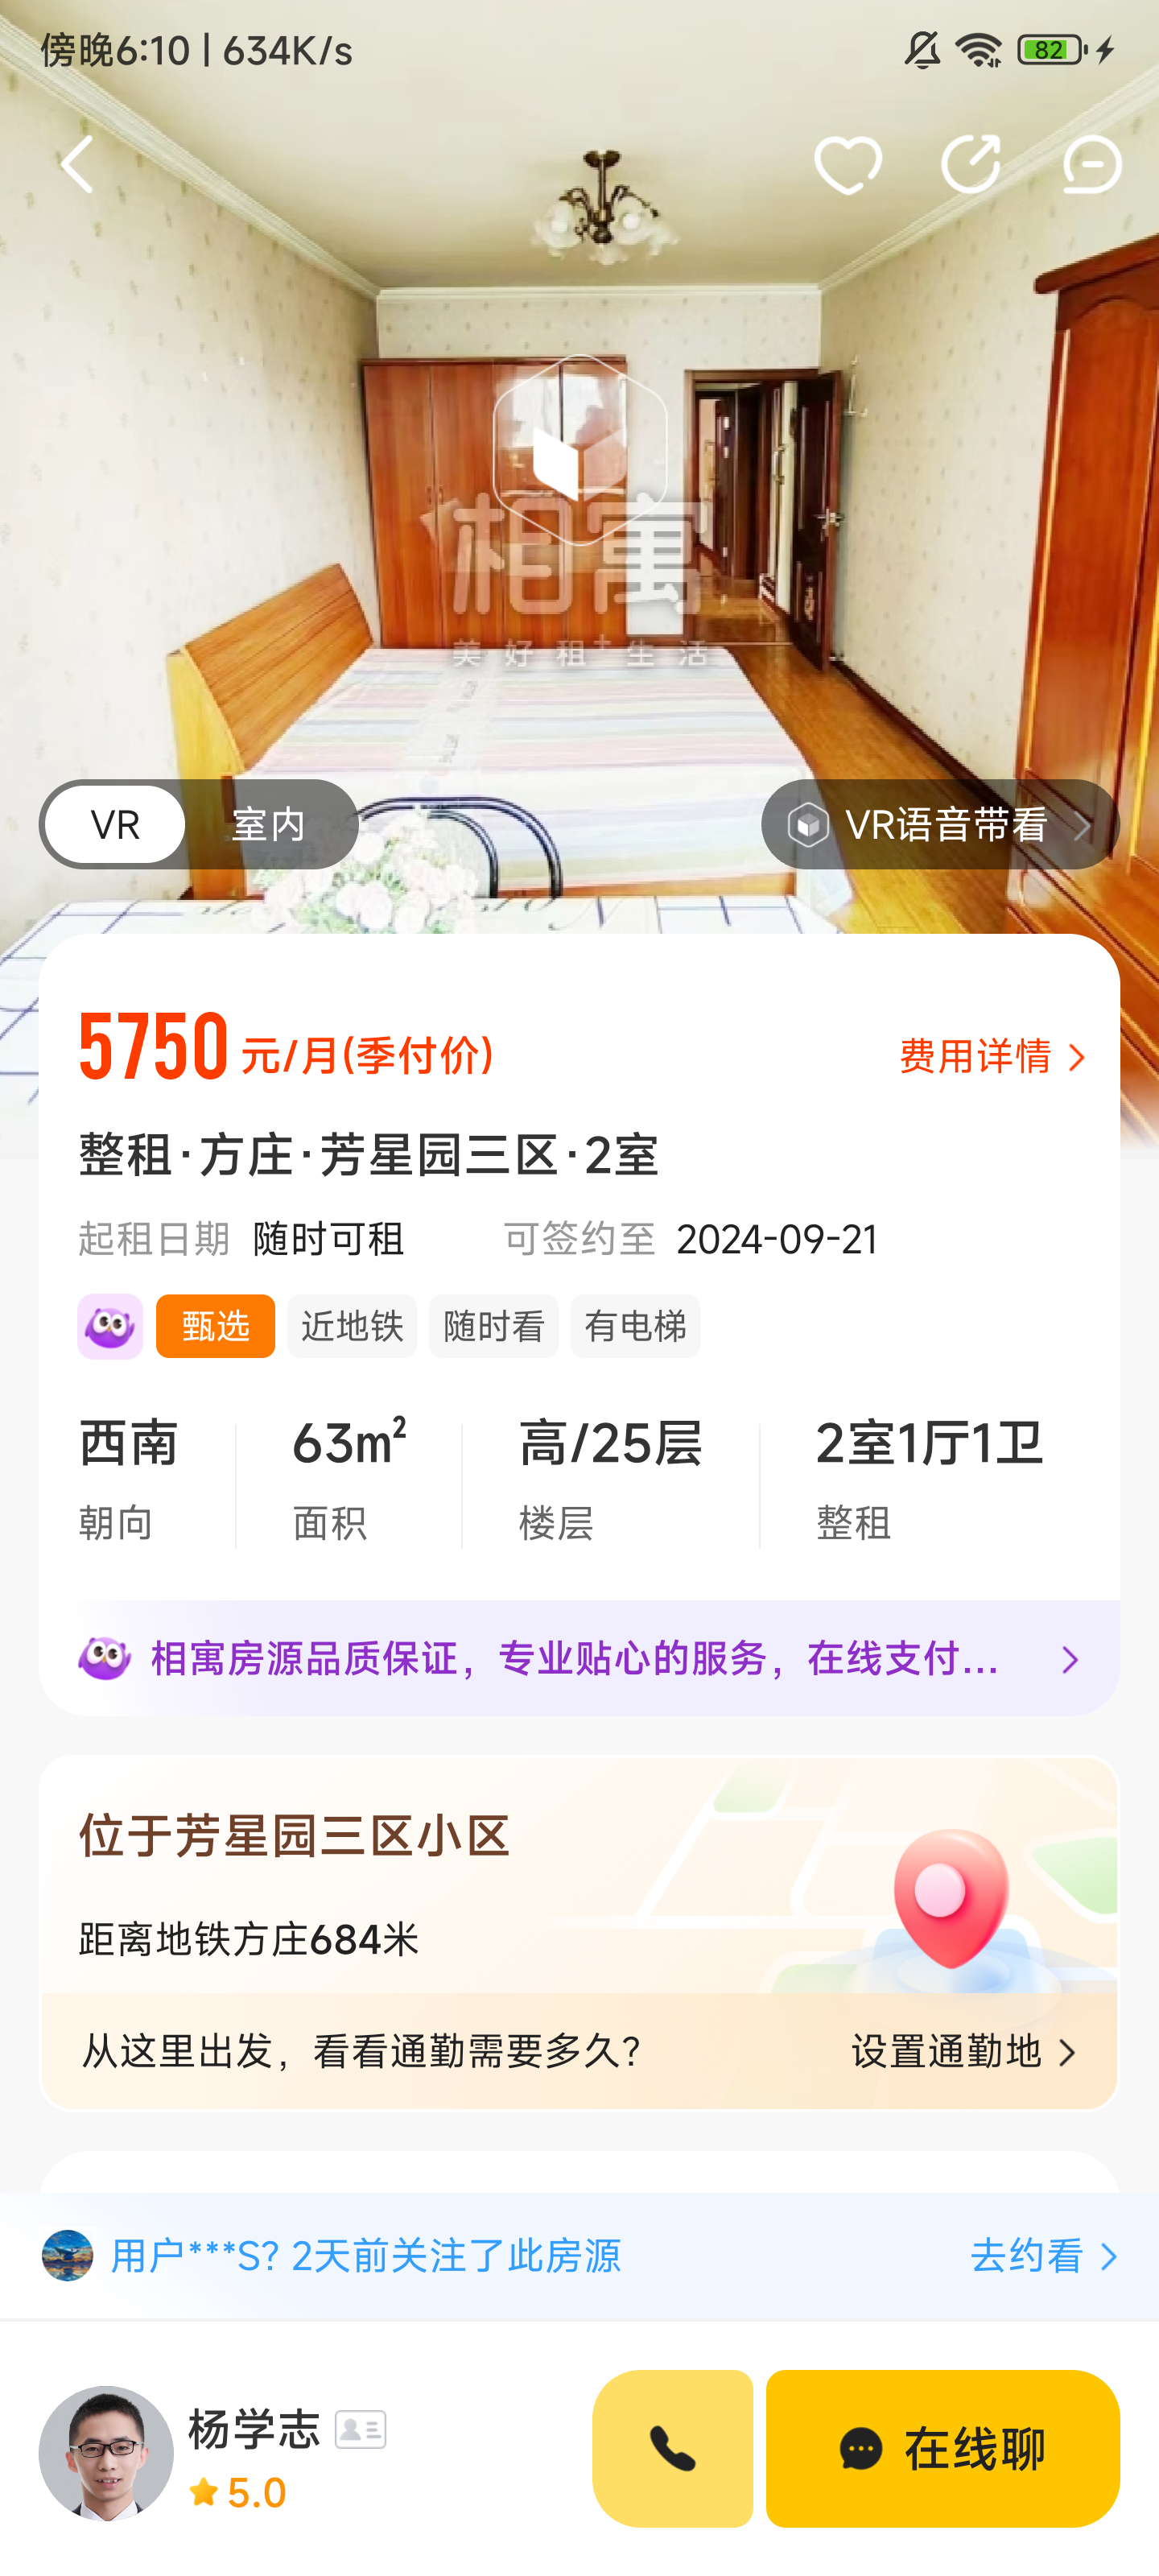 傍晚6:10 | 634K/s
82
相寓
美好租+生活
VR
室内
VR语音带看
5750 元/月(季付价)
费用详情
整租·方庄·芳星园三区·2室
起租日期 随时可租 可签约至 2024-09-21
甄选 近地铁 随时看 有电梯
西南 63m² 高/25层 2室1厅1卫
朝向 面积 楼层 整租
相寓房源品质保证，专业贴心的服务，在线支付...
位于芳星园三区小区
距离地铁方庄684米
从这里出发，看看通勤需要多久？ 设置通勤地
用户***S? 2天前关注了此房源 去约看
杨学志
5.0
在线聊